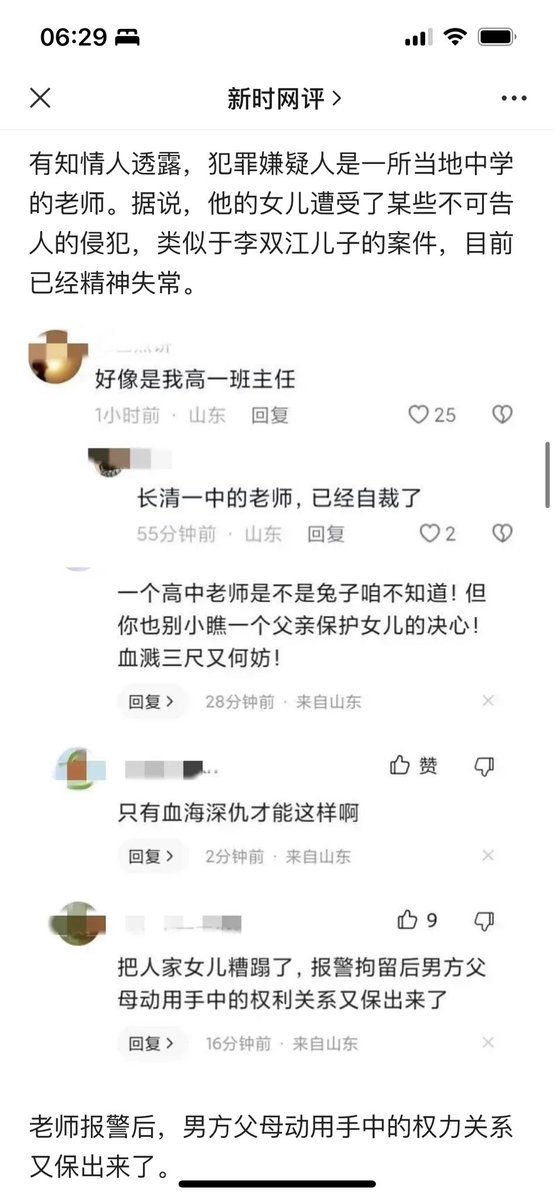 06:29
新时网评
有知情人透露，犯罪嫌疑人是一所当地中学
的老师。据说，他的女儿遭受了某些不可告
人的侵犯，类似于李双江儿子的案件，目前
已经精神失常。
好像是我高一班主任
1小时前 · 山东 回复 25
长清一中的老师，已经自裁了
55分钟前 · 山东 回复 2
一个高中老师是不是兔子咱不知道！但
你也别小瞧一个父亲保护女儿的决心！
血溅三尺又何妨！
回复 28分钟前 · 来自山东
赞
只有血海深仇才能这样啊
回复 2分钟前 · 来自山东
9
把人家女儿糟蹋了，报警拘留后男方父
母动用手中的权利关系又保出来了
回复 16分钟前 · 来自山东
老师报警后，男方父母动用手中的权力关系
又保出来了。